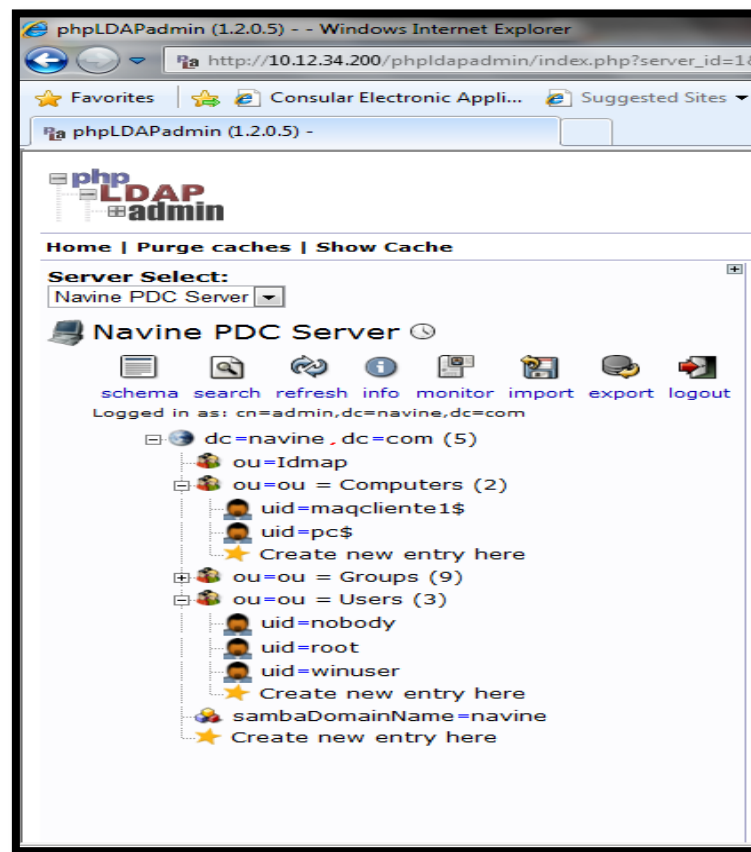 phpLDAPadmin (1.2.0.5) - - Windows Internet Explorer
http://10.12.34.200/phpldapadmin/index.php?server_id=1&
Favorites Consular Electronic Appli... Suggested Sites
phpLDAPadmin (1.2.0.5) -
php
LDAP
admin
Home | Purge caches | Show Cache
Server Select:
Navine PDC Server
Navine PDC Server
schema search refresh info monitor import export logout
Logged in as: cn=admin,dc=navine,dc=com
dc=navine,dc=com (5)
ou=Idmap
ou=ou = Computers (2)
uid=maqcliente1$
uid=pc$
Create new entry here
ou=ou = Groups (9)
ou=ou = Users (3)
uid=nobody
uid=root
uid=winuser
Create new entry here
sambaDomainName=navine
Create new entry here